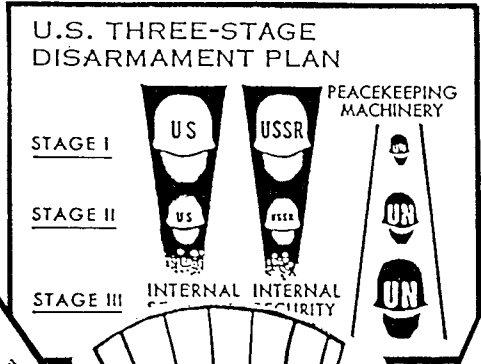 U.S. THREE-STAGE
DISARMAMENT PLAN
PEACEKEEPING
MACHINERY
STAGE I
US
USSR
UN
STAGE II
US
USSR
UN
STAGE III
INTERNAL
INTERNAL
SECURITY
UN